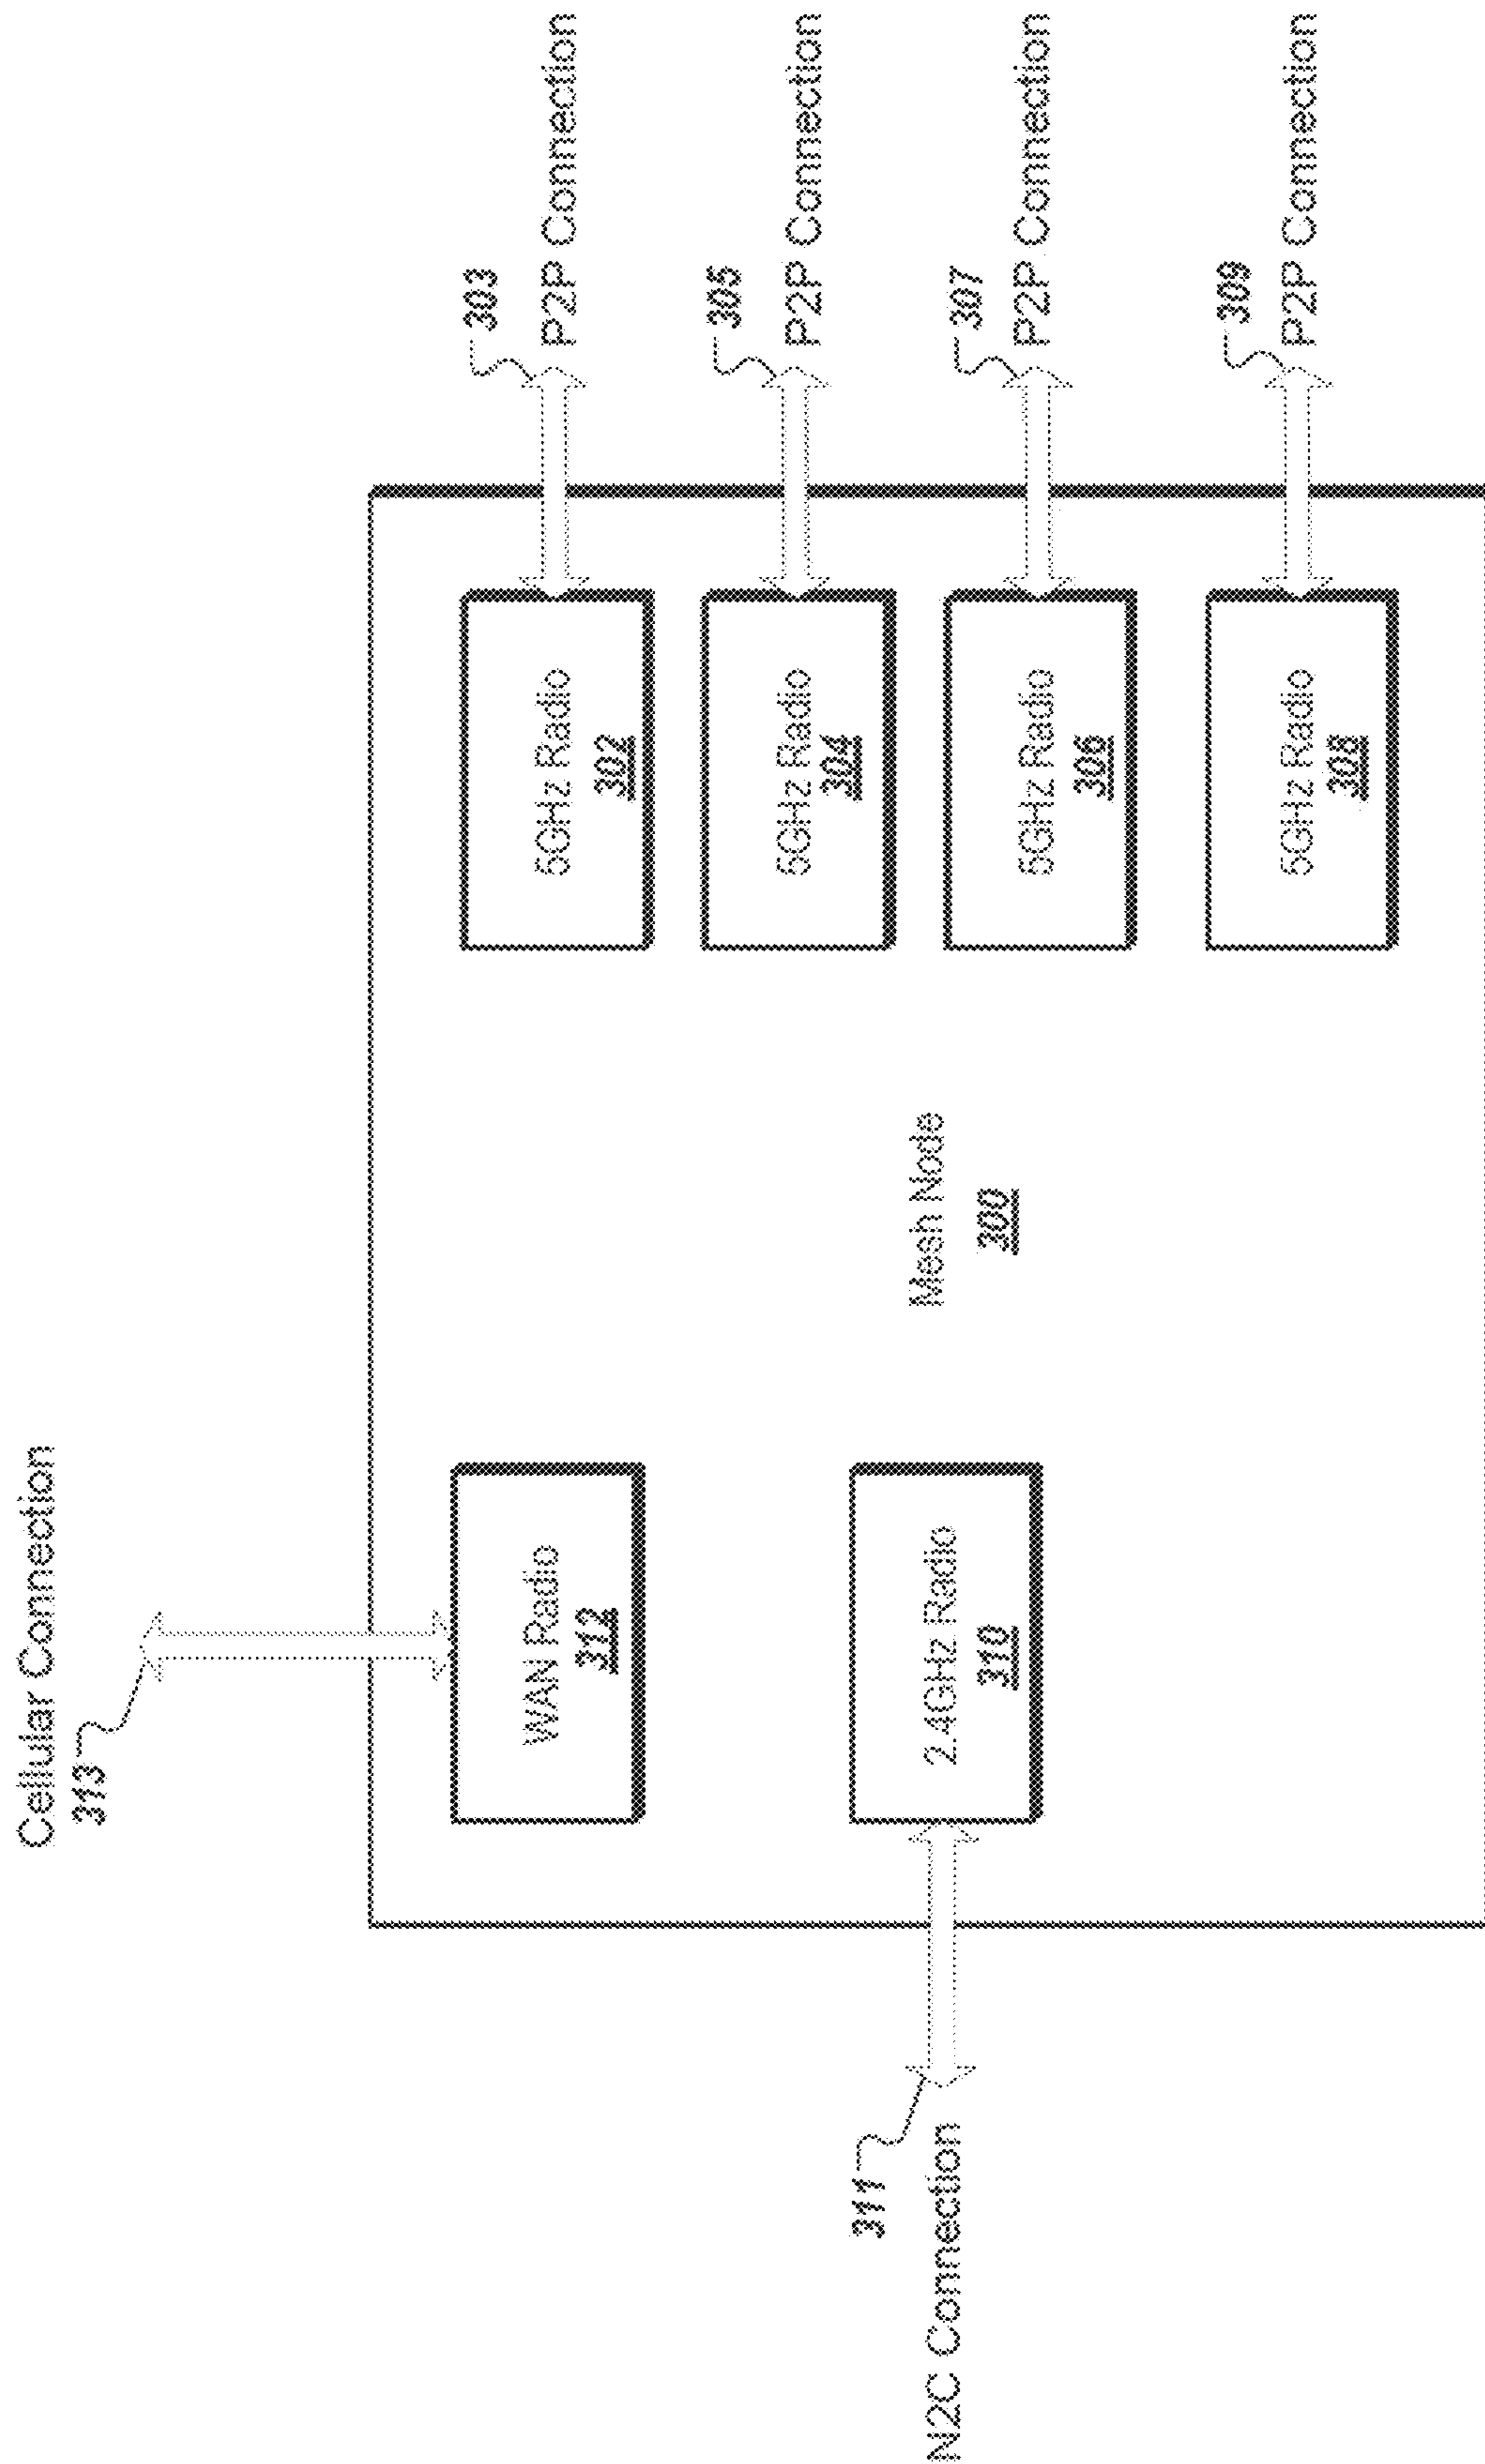 Cellular Connection
313
WAN Radio
312
5GHz Radio
302
303
P2P Connection
5GHz Radio
304
305
P2P Connection
311
N2C Connection
2.4GHz Radio
310
Mesh Node
300
5GHz Radio
306
307
P2P Connection
5GHz Radio
308
309
P2P Connection